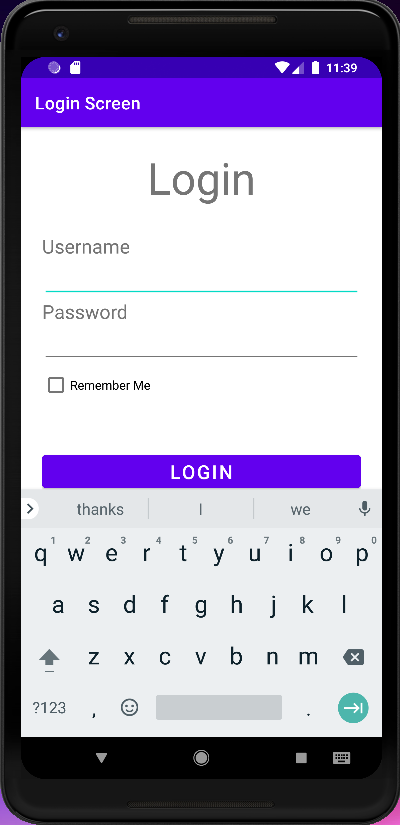 11:39
Login Screen
Login
Username
Password
Remember Me
LOGIN
thanks I we
1 2 3 4 5 6 7 8 9 0
q w e r t y u i o p
a s d f g h j k l
z x c v b n m
?123 , .